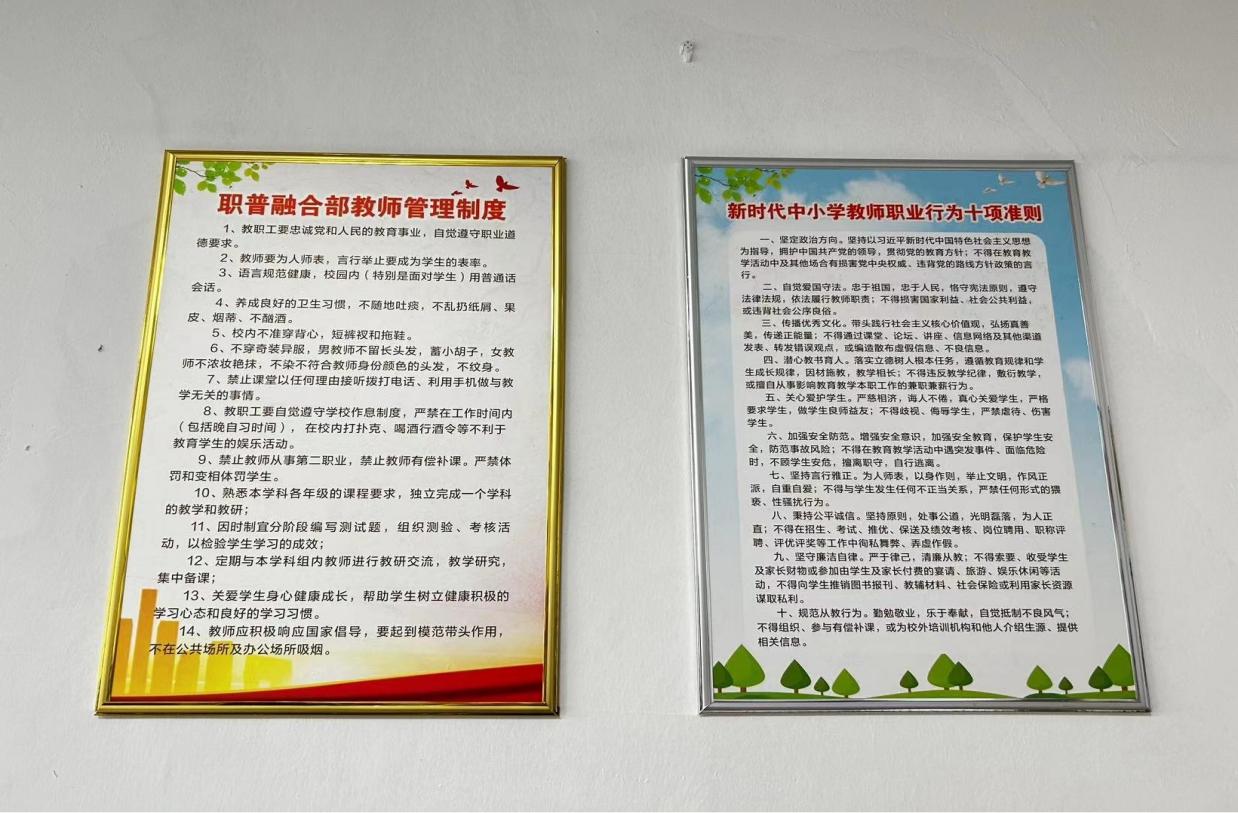 职普融合部教师管理制度
1、教职工要忠诚党和人民的教育事业，自觉遵守职业道
德要求。
2、教师要为人师表，言行举止要成为学生的表率。
3、语言规范健康，校园内（特别是面对学生）用普通话
会话。
4、养成良好的卫生习惯，不随地吐痰，不乱扔纸屑、果
皮、烟蒂、不酗酒。
5、校内不准穿背心，短裤衩和拖鞋。
6、不穿奇装异服，男教师不留长头发，蓄小胡子，女教
师不浓妆艳抹，不染不符合教师身份颜色的头发，不纹身。
7、禁止课堂以任何理由接听拨打电话、利用手机做与教
学无关的事情。
8、教职工要自觉遵守学校作息制度，严禁在工作时间内
（包括晚自习时间），在校内打扑克、喝酒行酒令等不利于
教育学生的娱乐活动。
9、禁止教师从事第二职业，禁止教师有偿补课。严禁体
罚和变相体罚学生。
10、熟悉本学科各年级的课程要求，独立完成一个学科
的教学和教研；
11、因时制宜分阶段编写测试题，组织测验、考核活
动，以检验学生学习的成效；
12、定期与本学科组内教师进行教研交流，教学研究，
集中备课；
13、关爱学生身心健康成长，帮助学生树立健康积极的
学习心态和良好的学习习惯。
14、教师应积极响应国家倡导，要起到模范带头作用，
不在公共场所及办公场所吸烟。
新时代中小学教师职业行为十项准则
一、坚定政治方向。坚持以习近平新时代中国特色社会主义思想
为指导，拥护中国共产党的领导，贯彻党的教育方针；不得在教育教
学活动中及其他场合有损害党中央权威、违背党的路线方针政策的言
行。
二、自觉爱国守法。忠于祖国，忠于人民，恪守宪法原则，遵守
法律法规，依法履行教师职责；不得损害国家利益、社会公共利益，
或违背社会公序良俗。
三、传播优秀文化。带头践行社会主义核心价值观，弘扬真善
美，传递正能量；不得通过课堂、论坛、讲座、信息网络及其他渠道
发表、转发错误观点，或编造散布虚假信息、不良信息。
四、潜心教书育人。落实立德树人根本任务，遵循教育规律和学
生成长规律，因材施教，教学相长；不得违反教学纪律，敷衍教学，
或擅自从事影响教育教学本职工作的兼职兼薪行为。
五、关心爱护学生。严慈相济，诲人不倦，真心关爱学生，严格
要求学生，做学生良师益友；不得歧视、侮辱学生，严禁虐待、伤害
学生。
六、加强安全防范。增强安全意识，加强安全教育，保护学生安
全，防范事故风险；不得在教育教学活动中遇突发事件、面临危险
时，不顾学生安危，擅离职守，自行逃离。
七、坚持言行雅正。为人师表，以身作则，举止文明，作风正
派，自重自爱；不得与学生发生任何不正当关系，严禁任何形式的猥
亵、性骚扰行为。
八、秉持公平诚信。坚持原则，处事公道，光明磊落，为人正
直；不得在招生、考试、推优、保送及绩效考核、岗位聘用、职称评
聘、评优评奖等工作中徇私舞弊、弄虚作假。
九、坚守廉洁自律。严于律己，清廉从教；不得索要、收受学生
及家长财物或参加由学生及家长付费的宴请、旅游、娱乐休闲等活
动，不得向学生推销图书报刊、教辅材料、社会保险或利用家长资源
谋取私利。
十、规范从教行为。勤勉敬业，乐于奉献，自觉抵制不良风气；
不得组织、参与有偿补课，或为校外培训机构和他人介绍生源、提供
相关信息。